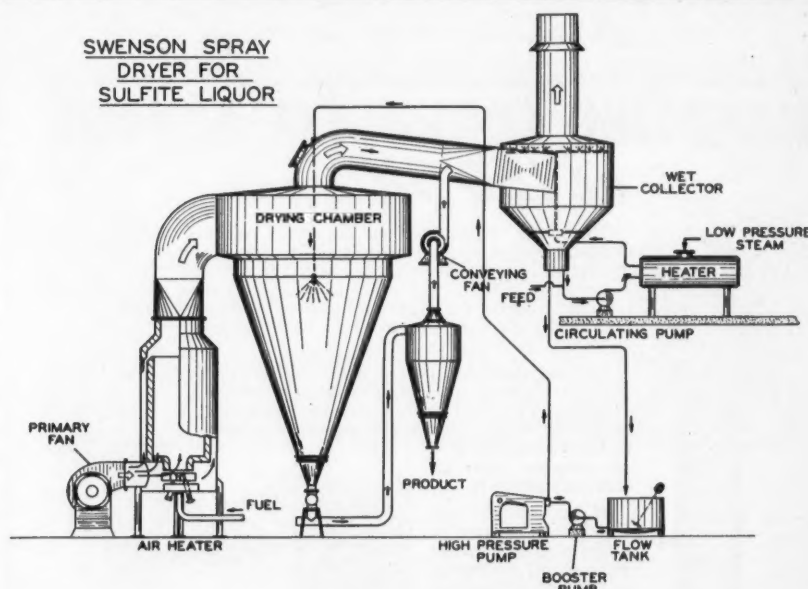 SWENSON SPRAY
DRYER FOR
SULFITE LIQUOR
WET
COLLECTOR
DRYING CHAMBER
LOW PRESSURE
STEAM
CONVEYING
FAN
HEATER
FEED
CIRCULATING PUMP
PRIMARY
FAN
PRODUCT
FUEL
AIR HEATER
HIGH PRESSURE
PUMP
FLOW
TANK
BOOSTER
PUMP